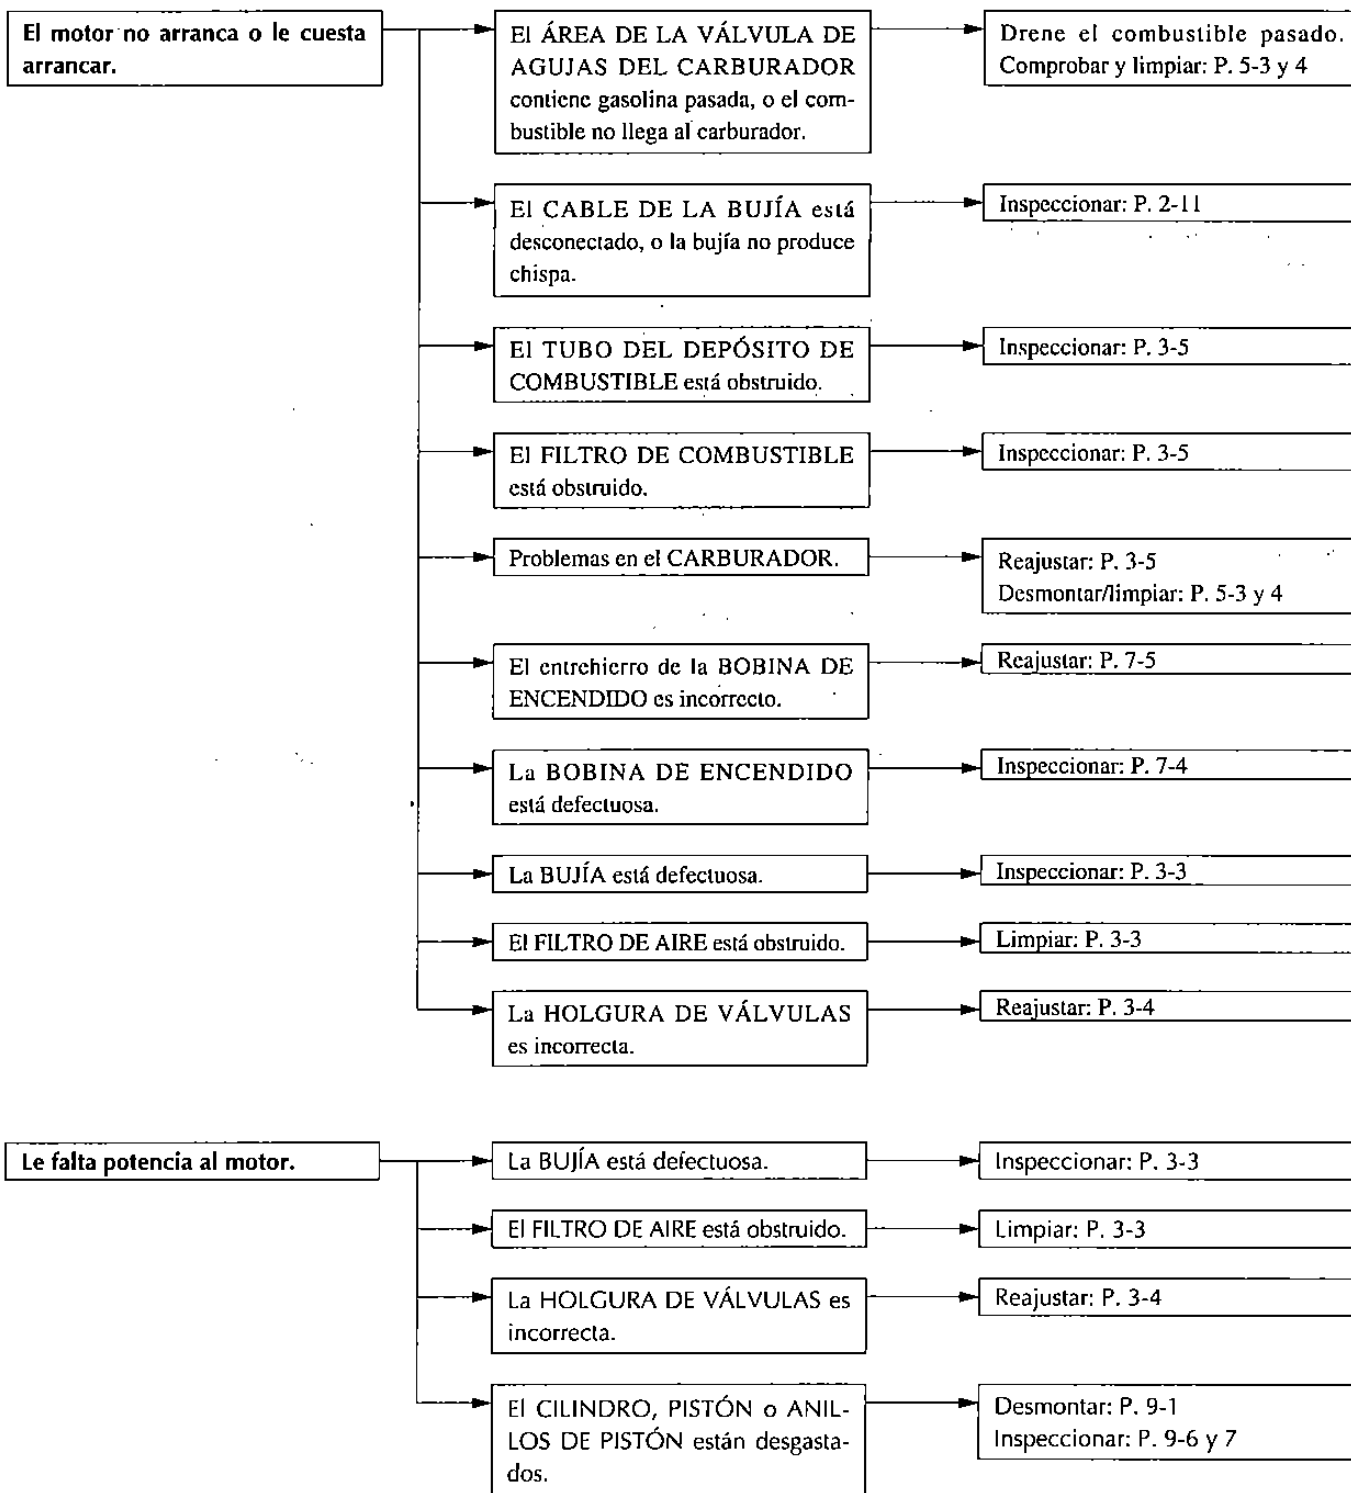 El motor no arranca o le cuesta
arrancar.
El ÁREA DE LA VÁLVULA DE
AGUJAS DEL CARBURADOR
contiene gasolina pasada, o el com-
bustible no llega al carburador.
Drene el combustible pasado.
Comprobar y limpiar: P. 5-3 y 4
El CABLE DE LA BUJÍA está
desconectado, o la bujía no produce
chispa.
Inspeccionar: P. 2-11
El TUBO DEL DEPÓSITO DE
COMBUSTIBLE está obstruido.
Inspeccionar: P. 3-5
El FILTRO DE COMBUSTIBLE
está obstruido.
Inspeccionar: P. 3-5
Problemas en el CARBURADOR.
Reajustar: P. 3-5
Desmontar/limpiar: P. 5-3 y 4
El entrehierro de la BOBINA DE
ENCENDIDO es incorrecto.
Reajustar: P. 7-5
La BOBINA DE ENCENDIDO
está defectuosa.
Inspeccionar: P. 7-4
La BUJÍA está defectuosa.
Inspeccionar: P. 3-3
El FILTRO DE AIRE está obstruido.
Limpiar: P. 3-3
La HOLGURA DE VÁLVULAS
es incorrecta.
Reajustar: P. 3-4
Le falta potencia al motor.
La BUJÍA está defectuosa.
Inspeccionar: P. 3-3
El FILTRO DE AIRE está obstruido.
Limpiar: P. 3-3
La HOLGURA DE VÁLVULAS es
incorrecta.
Reajustar: P. 3-4
El CILINDRO, PISTÓN o ANIL-
LOS DE PISTÓN están desgasta-
dos.
Desmontar: P. 9-1
Inspeccionar: P. 9-6 y 7